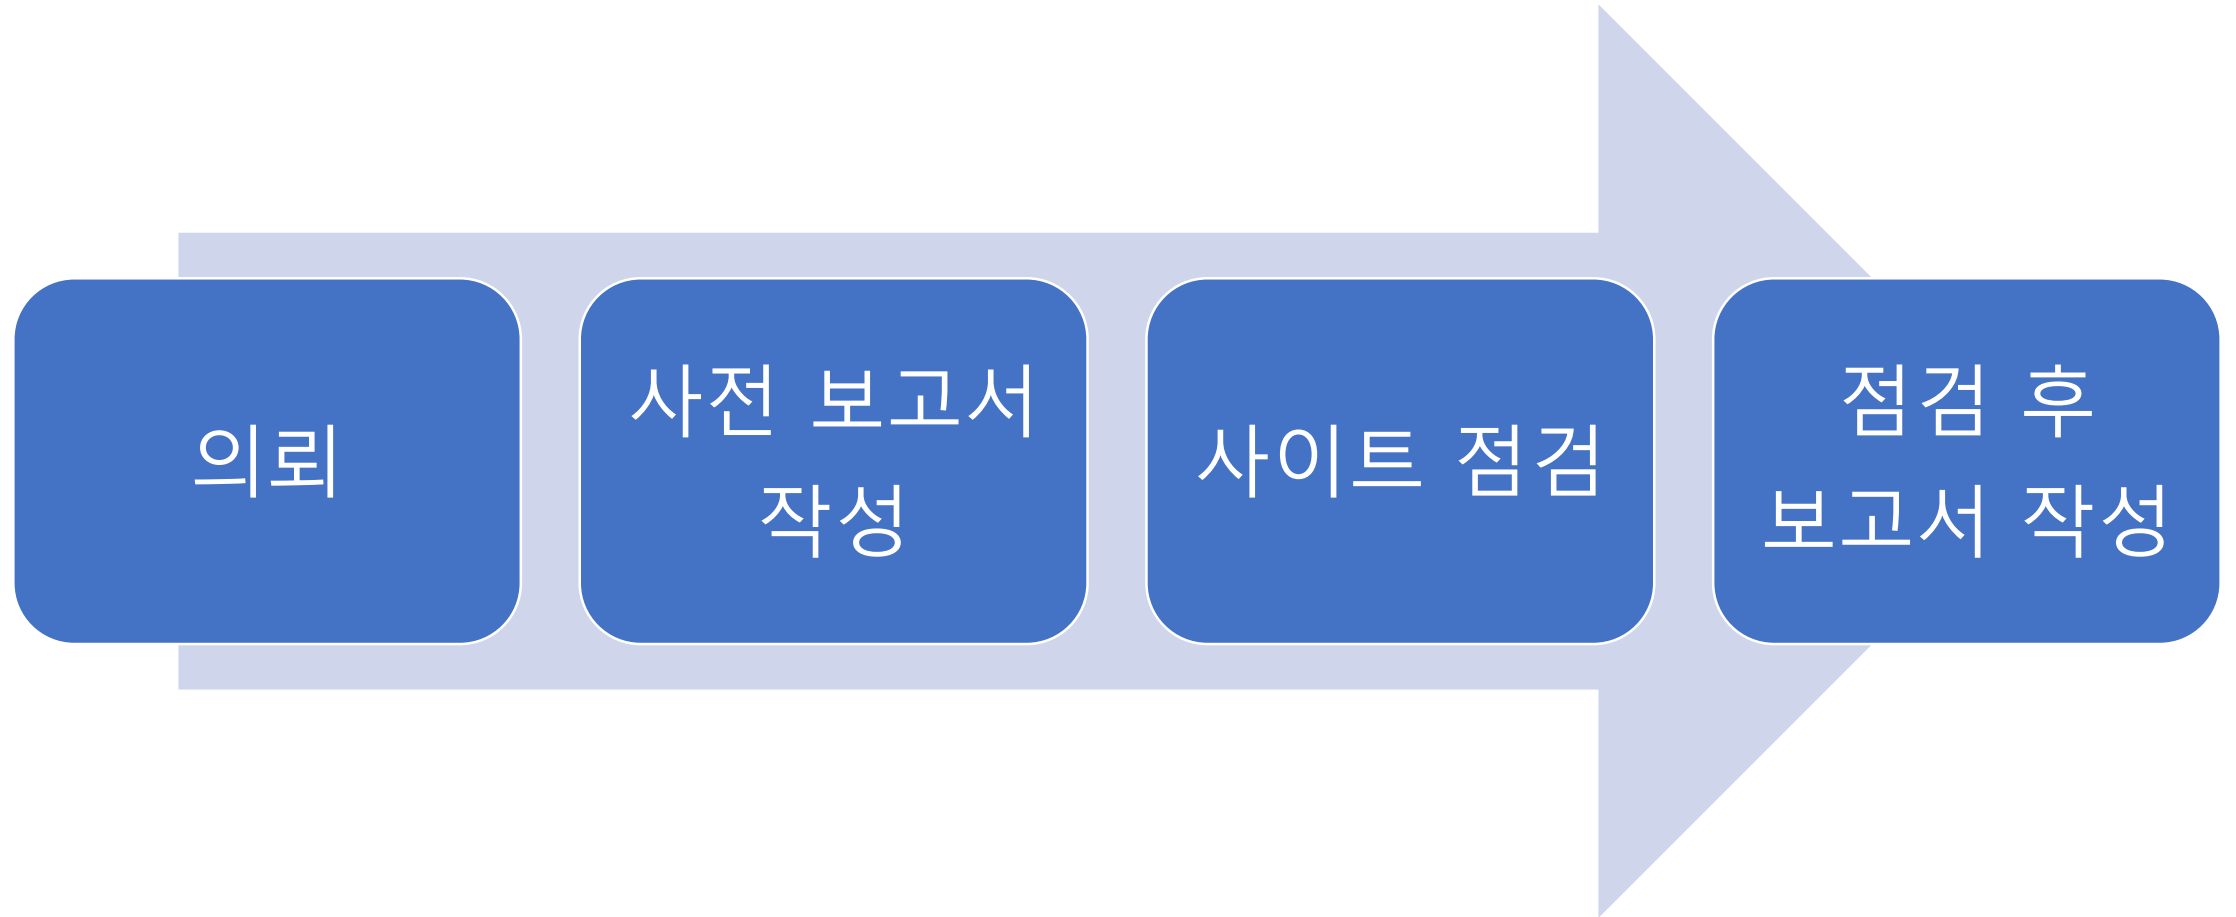 의뢰
사전 보고서
작성
사이트 점검
점검 후
보고서 작성